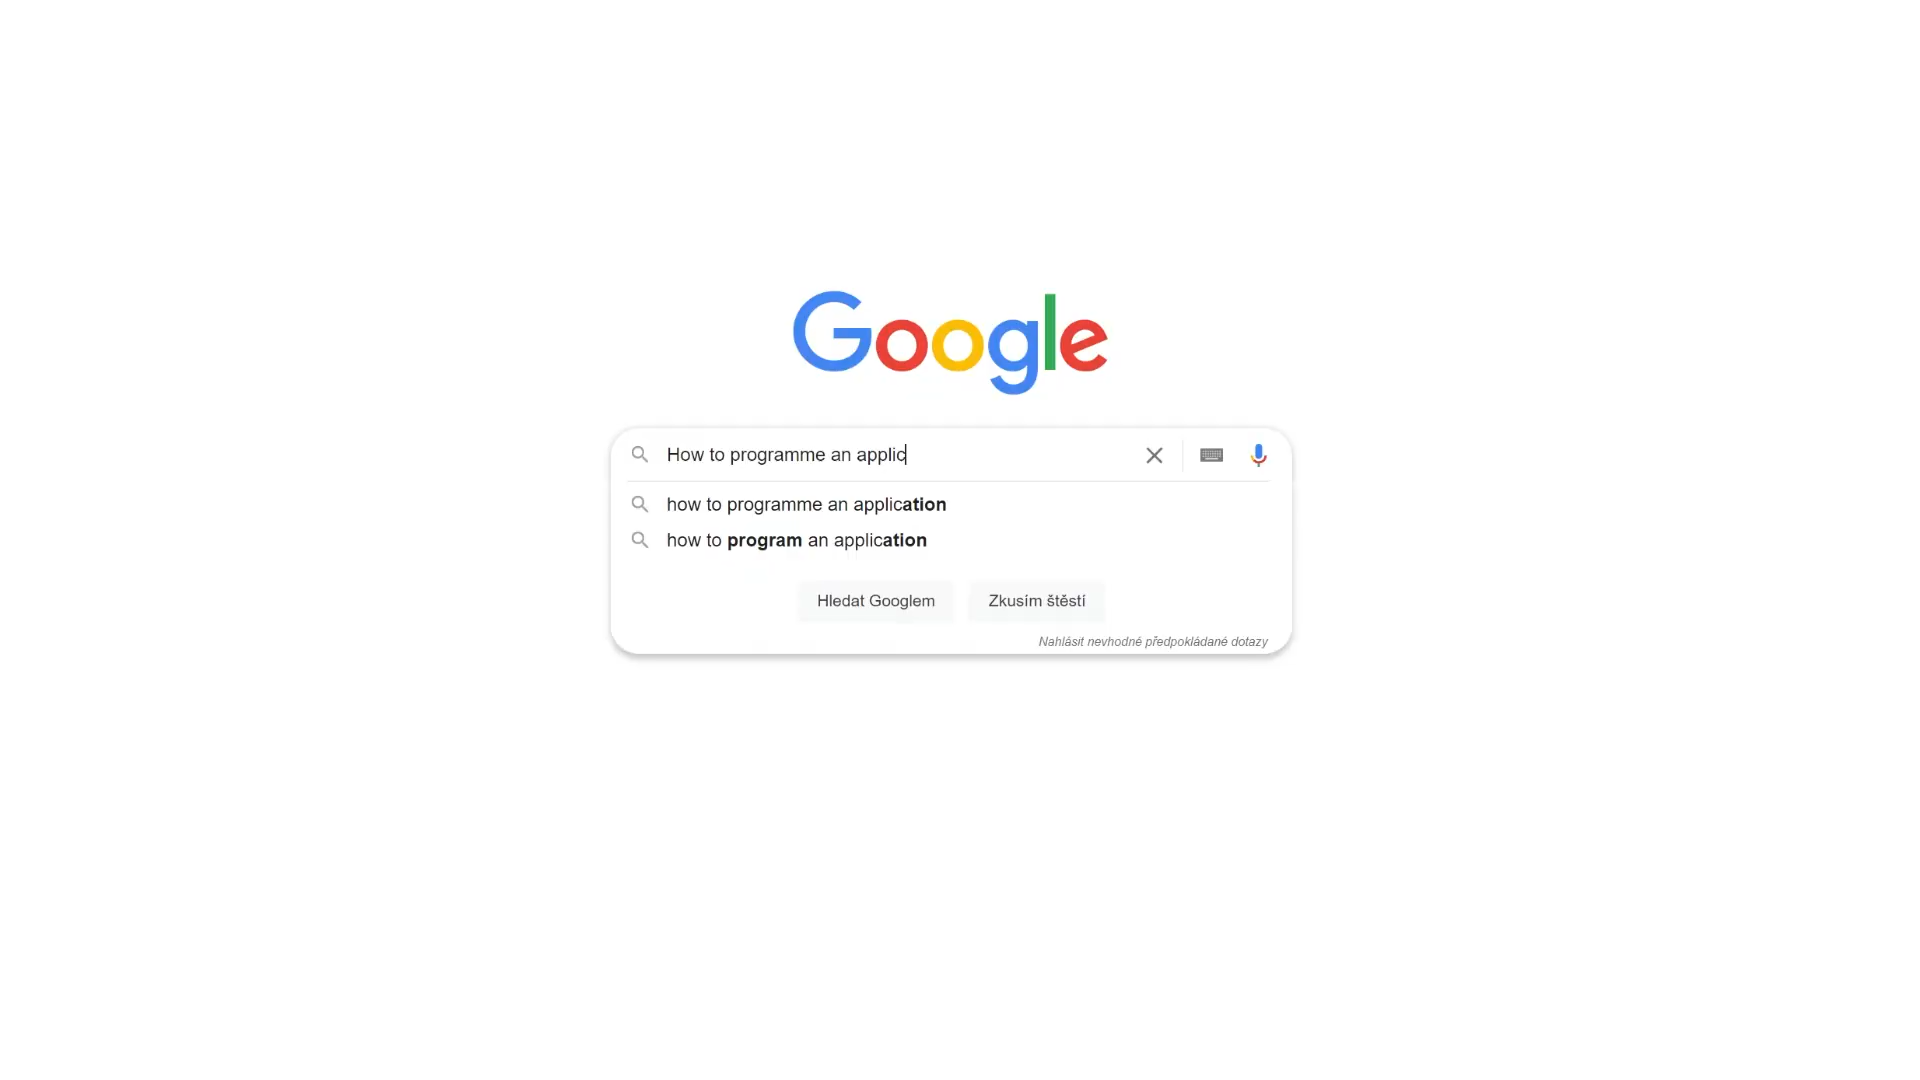 Google
How to programme an applic
how to programme an application
how to program an application
Hledat Googlem Zkusím štěstí
Nahlásit nevhodné předpokládané dotazy